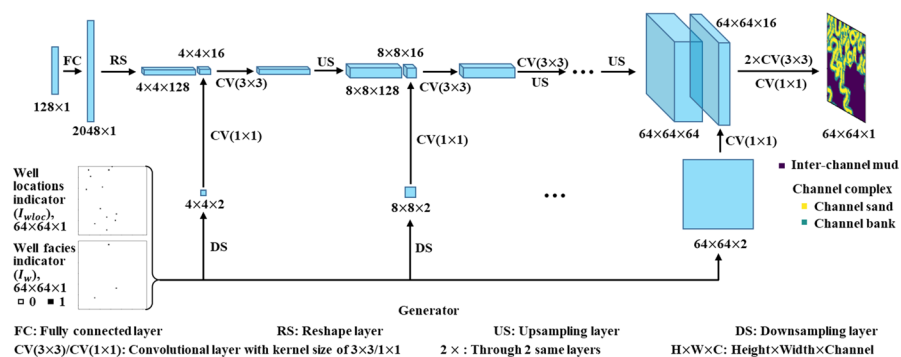 FC
RS
4×4×16
CV(3×3)
US
8×8×16
CV(3×3)
CV(3×3)
US
US
64×64×16
2×CV(3×3)
CV(1×1)
128×1
2048×1
4×4×128
8×8×128
64×64×64
64×64×1
CV(1×1)
CV(1×1)
CV(1×1)
Well
locations
indicator
(I_wloc),
64×64×1
Well facies
indicator
(I_w),
64×64×1
0 1
4×4×2
8×8×2
64×64×2
DS
DS
Inter-channel mud
Channel complex
Channel sand
Channel bank
Generator
FC: Fully connected layer RS: Reshape layer US: Upsampling layer DS: Downsampling layer
CV(3×3)/CV(1×1): Convolutional layer with kernel size of 3×3/1×1 2 × : Through 2 same layers H×W×C: Height×Width×Channel